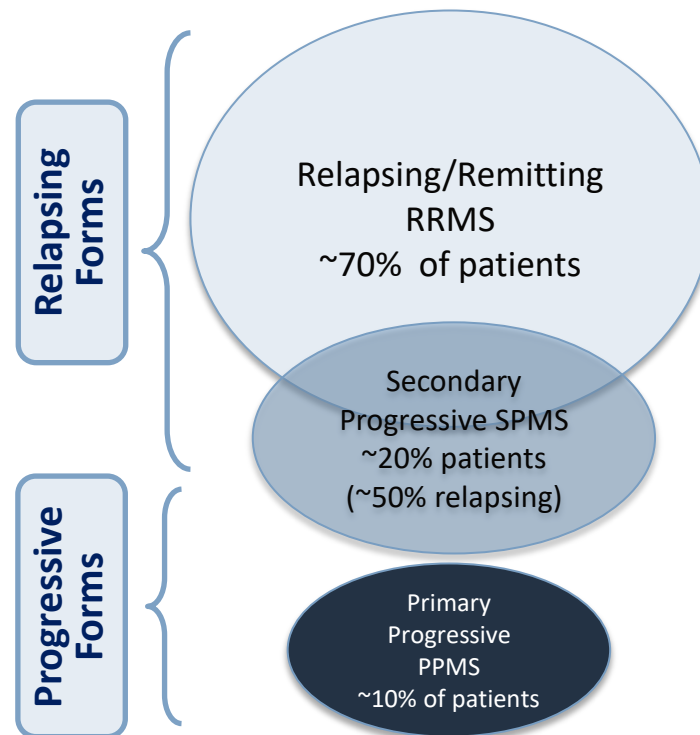 Relapsing
Forms
Relapsing/Remitting
RRMS
~70% of patients
Secondary
Progressive SPMS
~20% patients
(~50% relapsing)
Progressive
Forms
Primary
Progressive
PPMS
~10% of patients